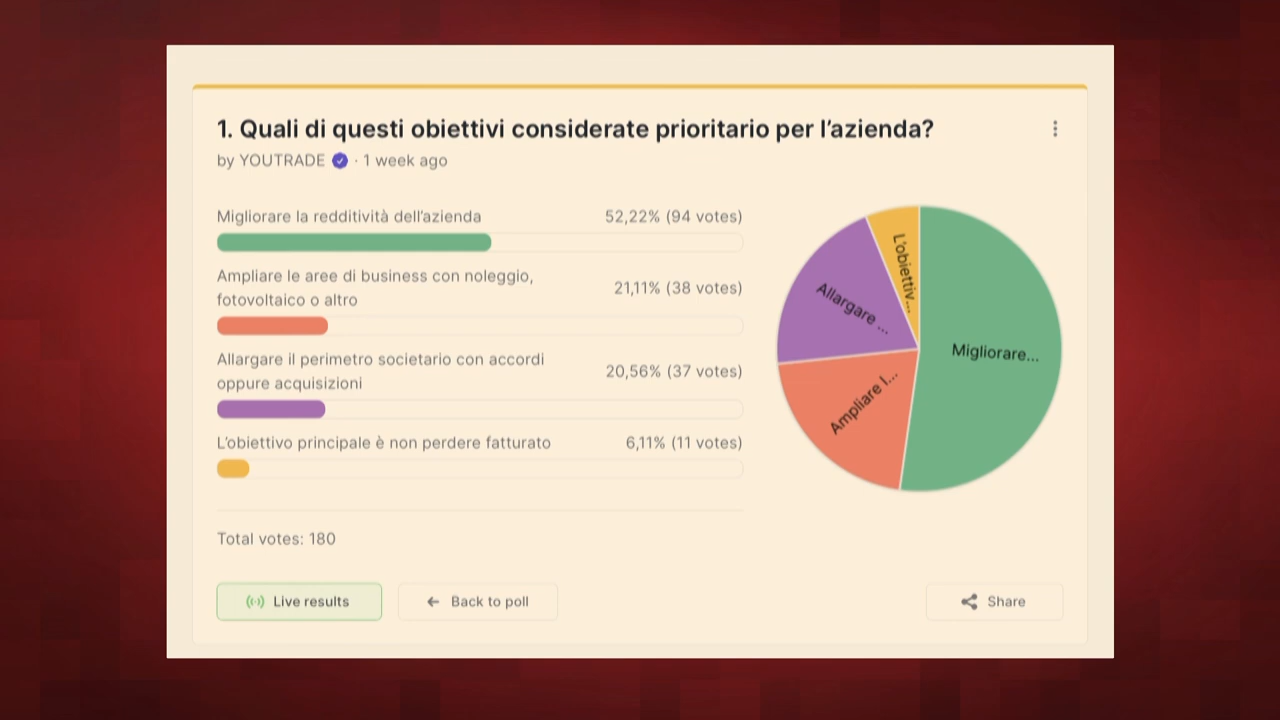 1. Quali di questi obiettivi considerate prioritario per l'azienda?
by YOUTRADE · 1 week ago
Migliorare la redditività dell'azienda 52,22% (94 votes)
Ampliare le aree di business con noleggio,
fotovoltaico o altro 21,11% (38 votes)
Allargare il perimetro societario con accordi
oppure acquisizioni 20,56% (37 votes)
L'obiettivo principale è non perdere fatturato 6,11% (11 votes)
Total votes: 180
Live results
Back to poll
Share
L'obiettiv...
Allargare ...
Migliorare...
Ampliare l...